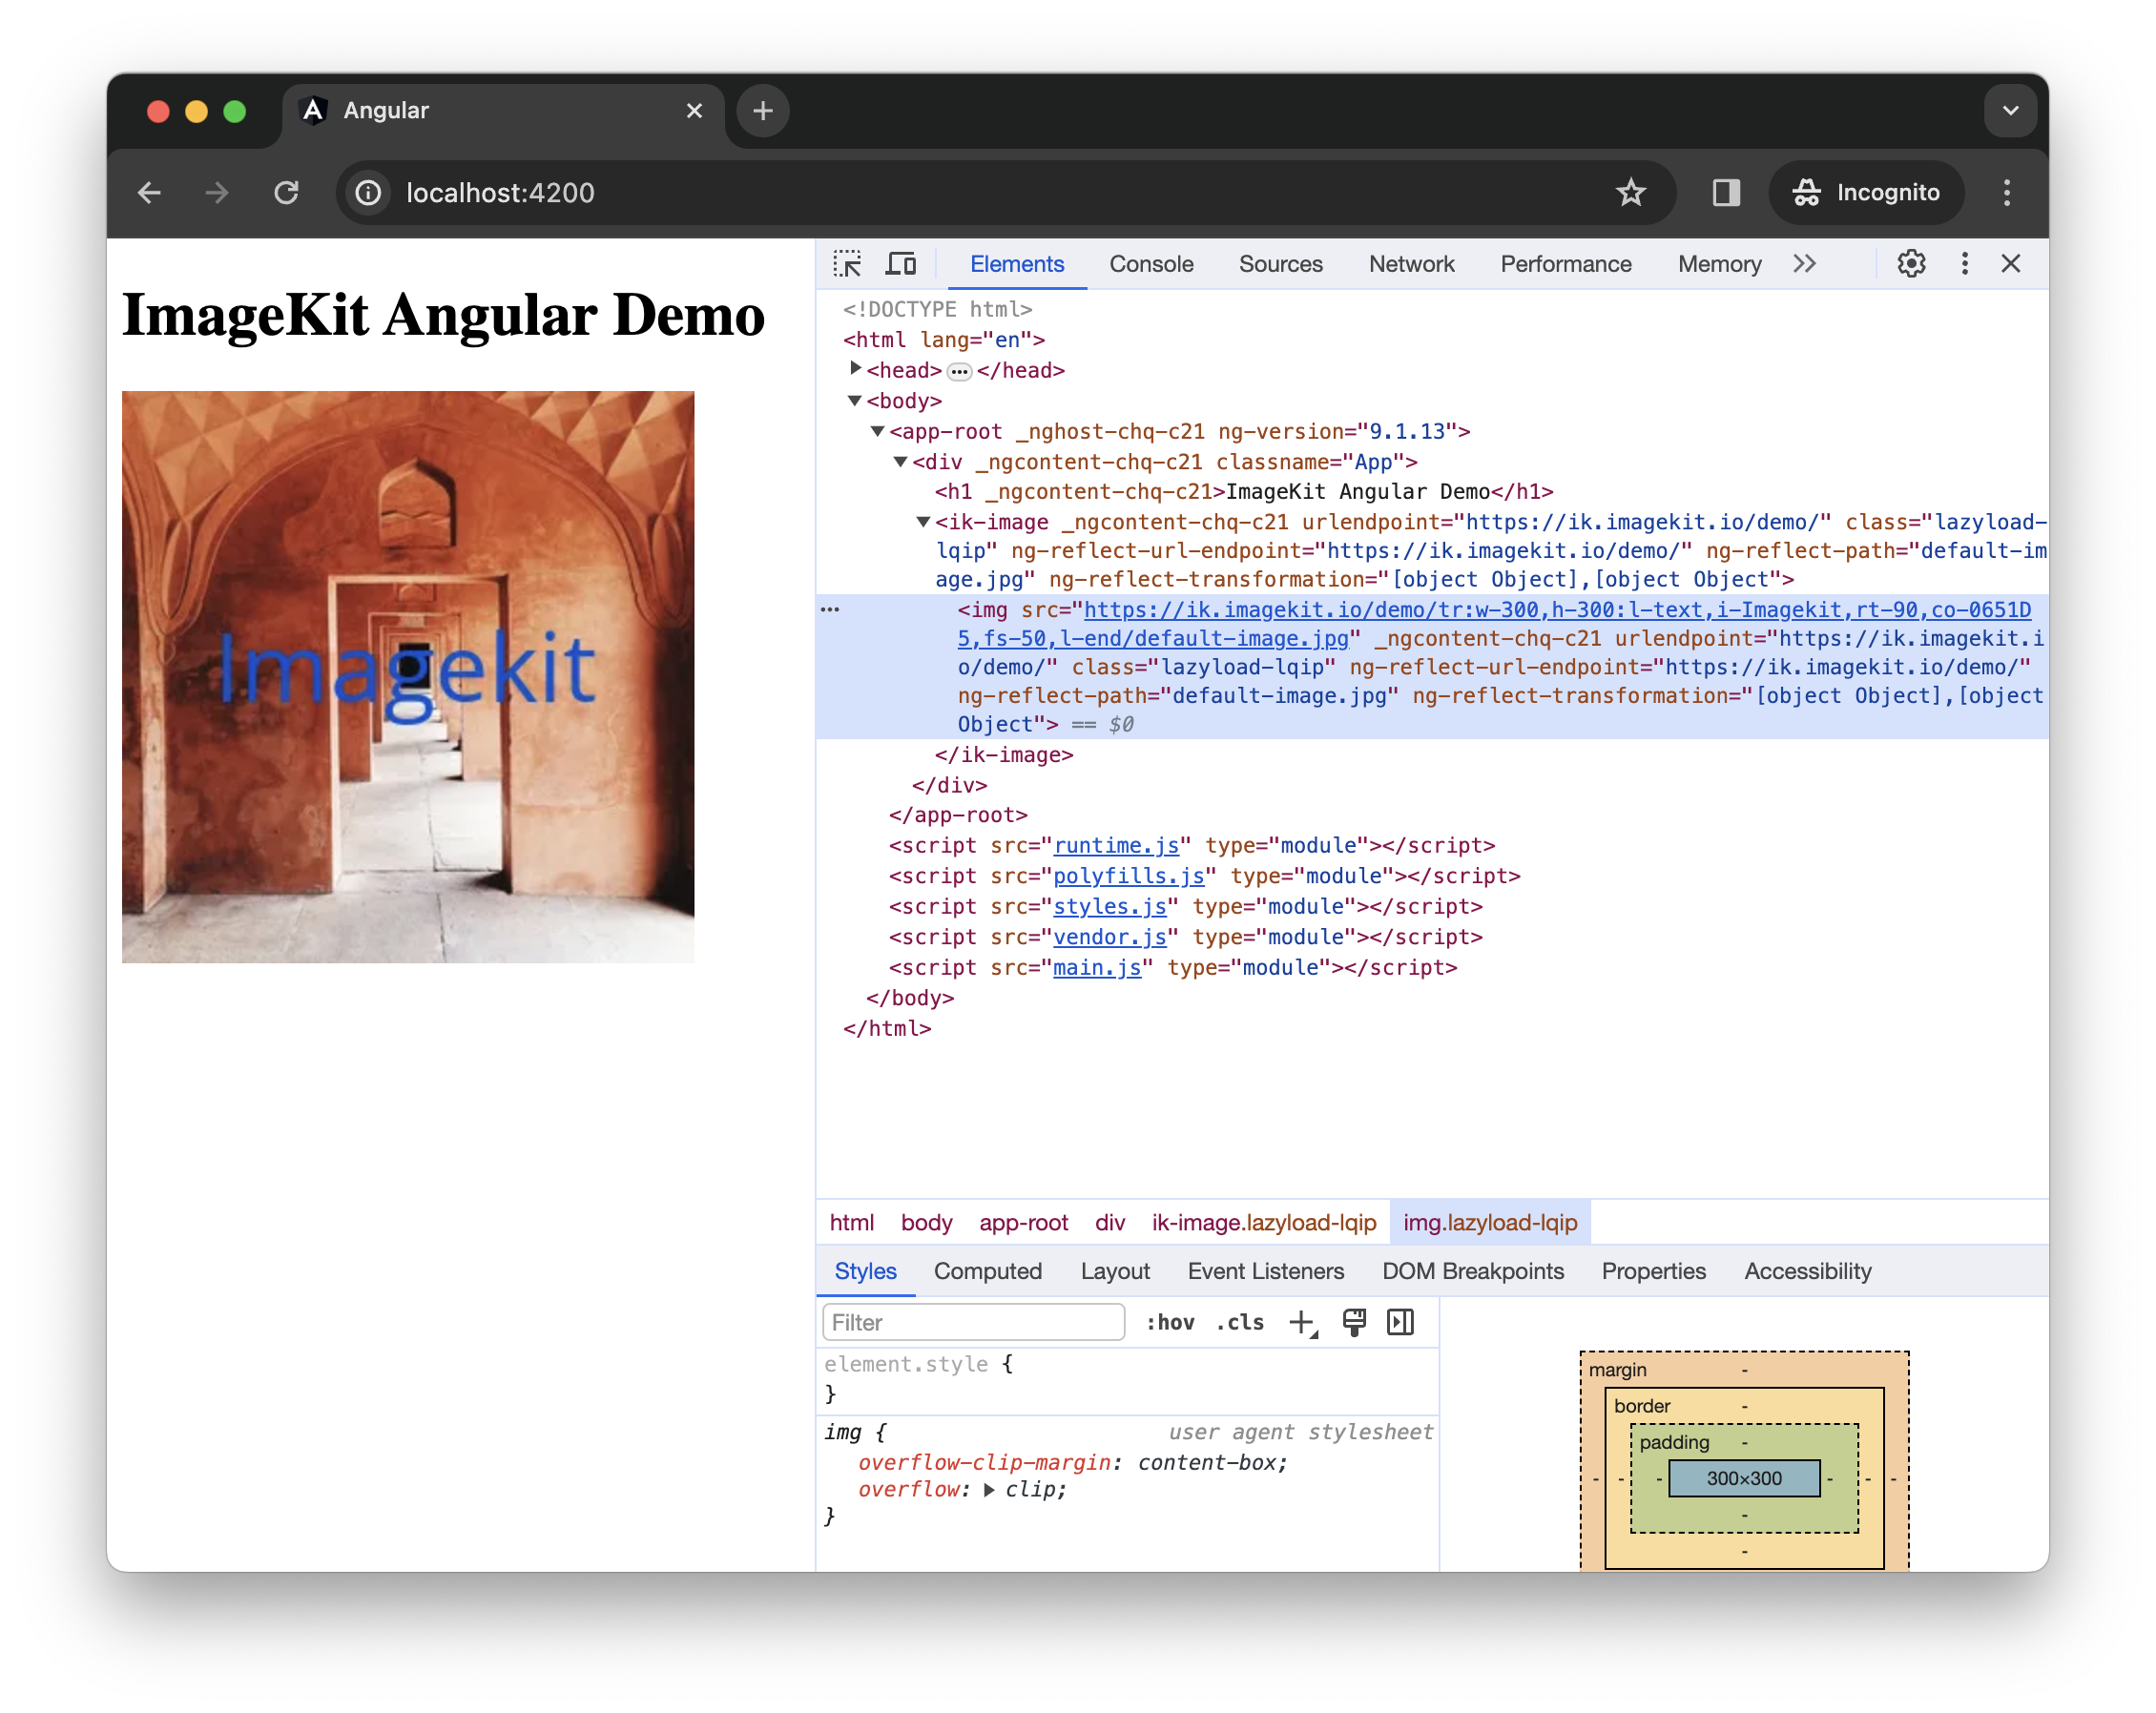 Angular
localhost:4200
Incognito
ImageKit Angular Demo
Imagekit
Elements Console Sources Network Performance Memory
<!DOCTYPE html>
<html lang="en">
<head> ••• </head>
<body>
<app-root _nghost-chq-c21 ng-version="9.1.13">
<div _ngcontent-chq-c21 classname="App">
<h1 _ngcontent-chq-c21>ImageKit Angular Demo</h1>
<ik-image _ngcontent-chq-c21 urlendpoint="https://ik.imagekit.io/demo/" class="lazyload-
lqip" ng-reflect-url-endpoint="https://ik.imagekit.io/demo/" ng-reflect-path="default-im
age.jpg" ng-reflect-transformation="[object Object],[object Object">
••• <img src="https://ik.imagekit.io/demo/tr:w-300,h-300:l-text,i-Imagekit,rt-90,co-0651D
5,fs-50,l-end/default-image.jpg" _ngcontent-chq-c21 urlendpoint="https://ik.imagekit.i
o/demo/" class="lazyload-lqip" ng-reflect-url-endpoint="https://ik.imagekit.io/demo/"
ng-reflect-path="default-image.jpg" ng-reflect-transformation="[object Object],[object
Object"> == $0
</ik-image>
</div>
</app-root>
<script src="runtime.js" type="module"></script>
<script src="polyfills.js" type="module"></script>
<script src="styles.js" type="module"></script>
<script src="vendor.js" type="module"></script>
<script src="main.js" type="module"></script>
</body>
</html>
html body app-root div ik-image.lazyload-lqip img.lazyload-lqip
Styles Computed Layout Event Listeners DOM Breakpoints Properties Accessibility
Filter :hov .cls
element.style {
}
img { user agent stylesheet
overflow-clip-margin: content-box;
overflow: clip;
}
margin -
border -
padding -
- - - 300×300 - - -
-
-